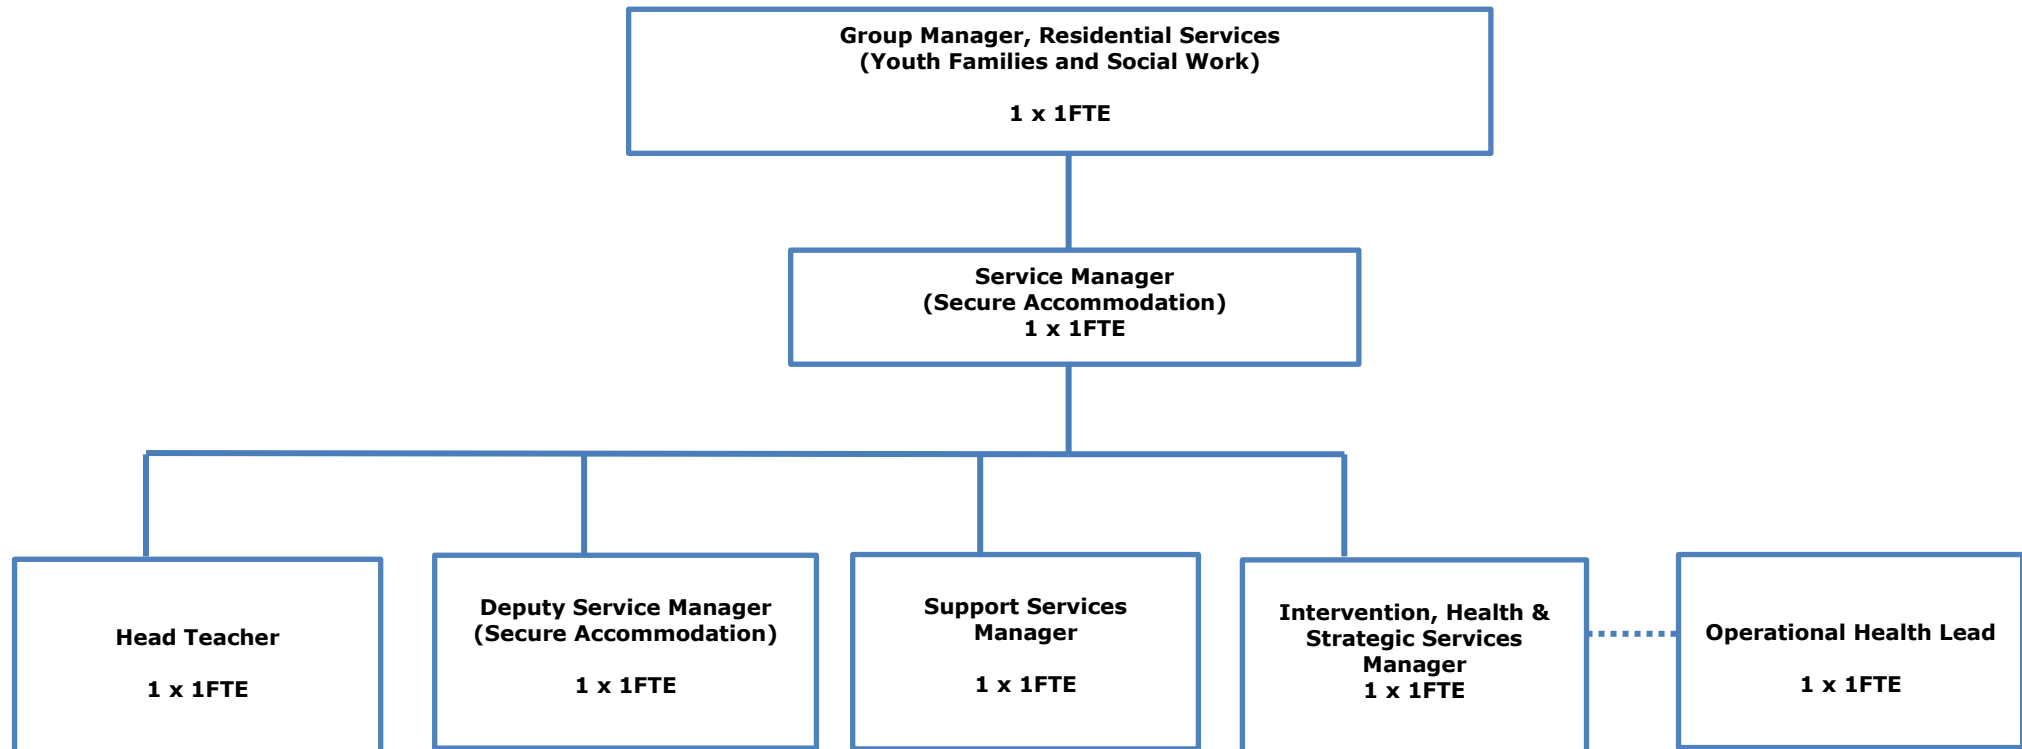 Group Manager, Residential Services
(Youth Families and Social Work)
1 x 1FTE
Service Manager
(Secure Accommodation)
1 x 1FTE
Head Teacher
1 x 1FTE
Deputy Service Manager
(Secure Accommodation)
1 x 1FTE
Support Services
Manager
1 x 1FTE
Intervention, Health &
Strategic Services
Manager
1 x 1FTE
Operational Health Lead
1 x 1FTE